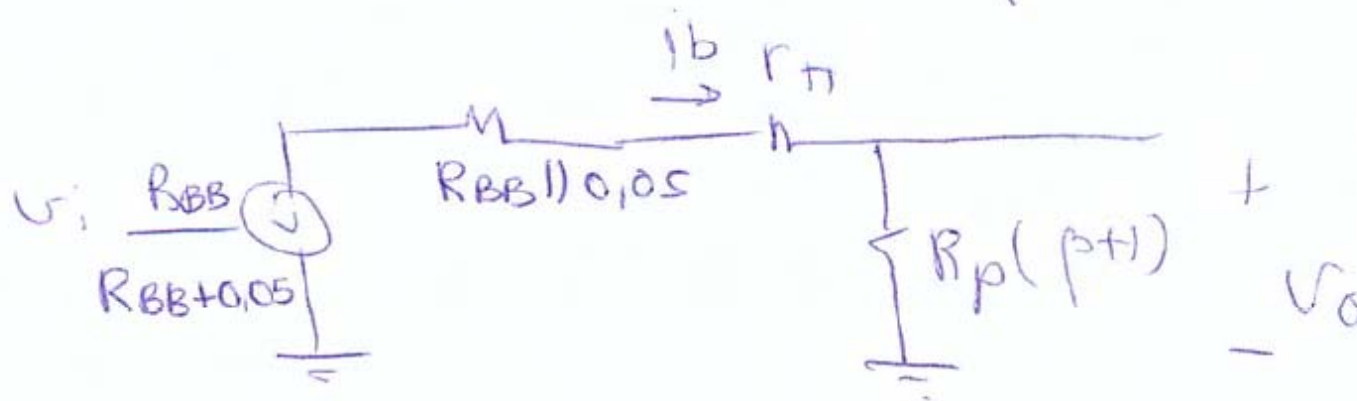 ib rπ
vi RBB
RBB+0,05
RBB||0,05
Rp(β+1)
+
Vo
-